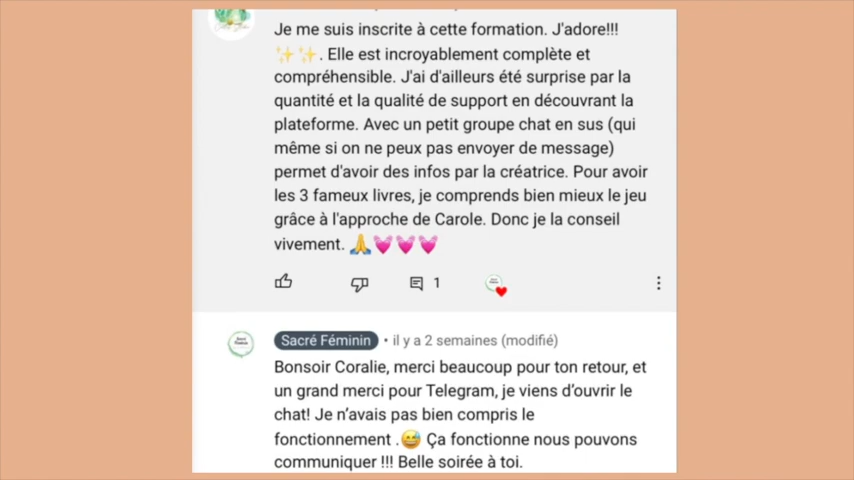 Je me suis inscrite à cette formation. J'adore!!!
✨✨. Elle est incroyablement complète et
compréhensible. J'ai d'ailleurs été surprise par la
quantité et la qualité de support en découvrant la
plateforme. Avec un petit groupe chat en sus (qui
même si on ne peux pas envoyer de message)
permet d'avoir des infos par la créatrice. Pour avoir
les 3 fameux livres, je comprends bien mieux le jeu
grâce à l'approche de Carole. Donc je la conseil
vivement. 🙏💓💓💓
1
Sacré Féminin • il y a 2 semaines (modifié)
Bonsoir Coralie, merci beaucoup pour ton retour, et
un grand merci pour Telegram, je viens d’ouvrir le
chat! Je n’avais pas bien compris le
fonctionnement .😅 Ça fonctionne nous pouvons
communiquer !!! Belle soirée à toi.